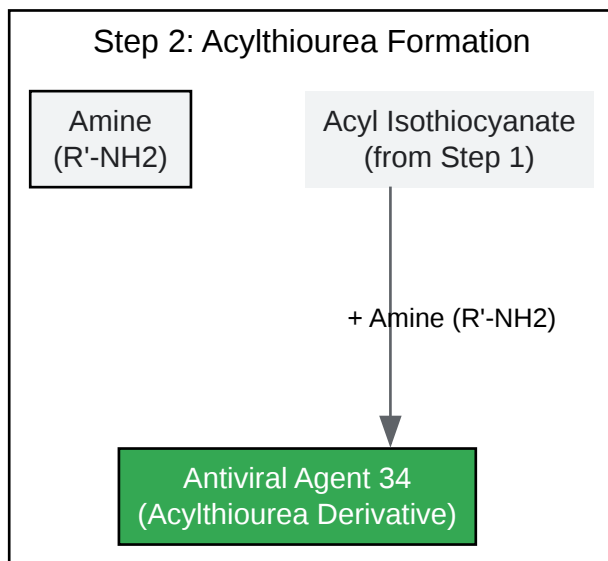 Step 2: Acylthiourea Formation
Amine
(R'-NH2)
Acyl Isothiocyanate
(from Step 1)
+ Amine (R'-NH2)
Antiviral Agent 34
(Acylthiourea Derivative)